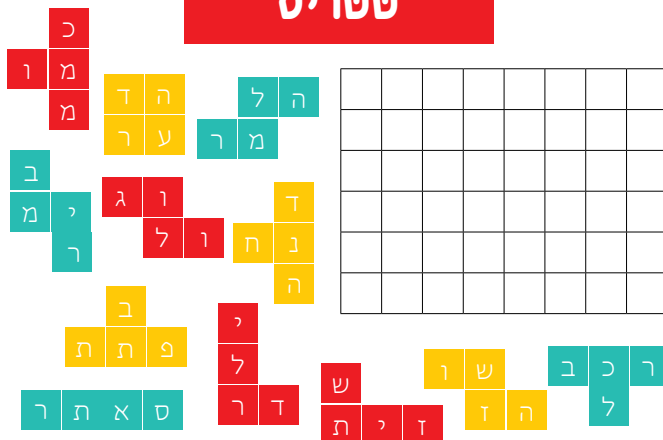 טטריס
כ
מ ו
מ
ה ד
ע ר
ה ל
מ ר
ב
י מ
ר
ו ג
ו ל
ד
נ ח
ה
ב
פ ת ת
ס א ת ר
י
ל
ד ר
ש
ז י ת
ש ו
ה ז
ר כ ב
ל